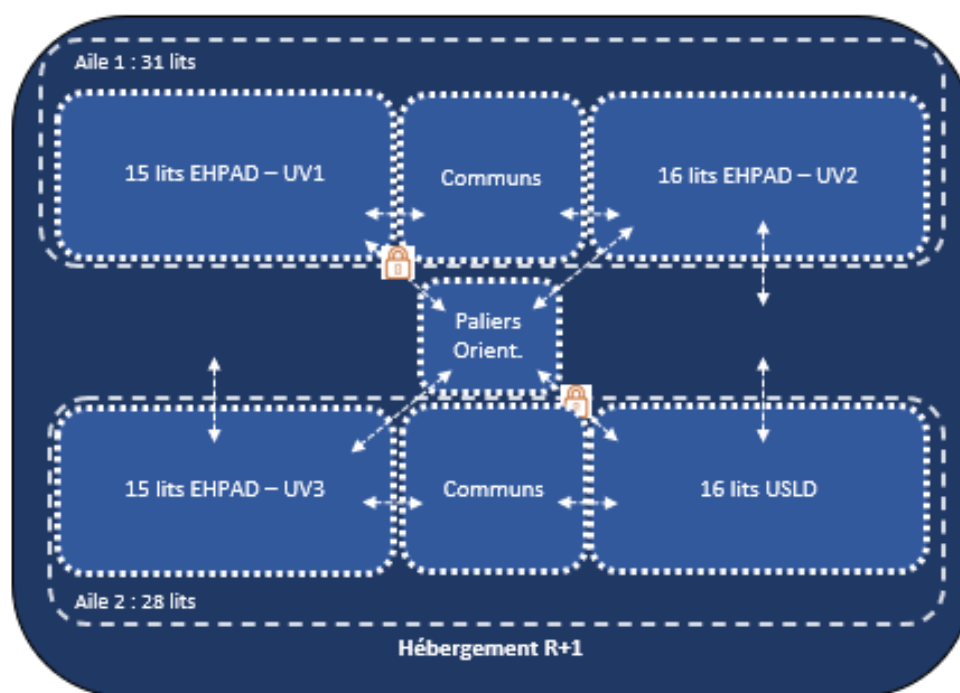 Aile 1 : 31 lits
15 lits EHPAD – UV1
Communs
16 lits EHPAD – UV2
Paliers
Orient.
15 lits EHPAD – UV3
Communs
16 lits USLD
Aile 2 : 28 lits
Hébergement R+1